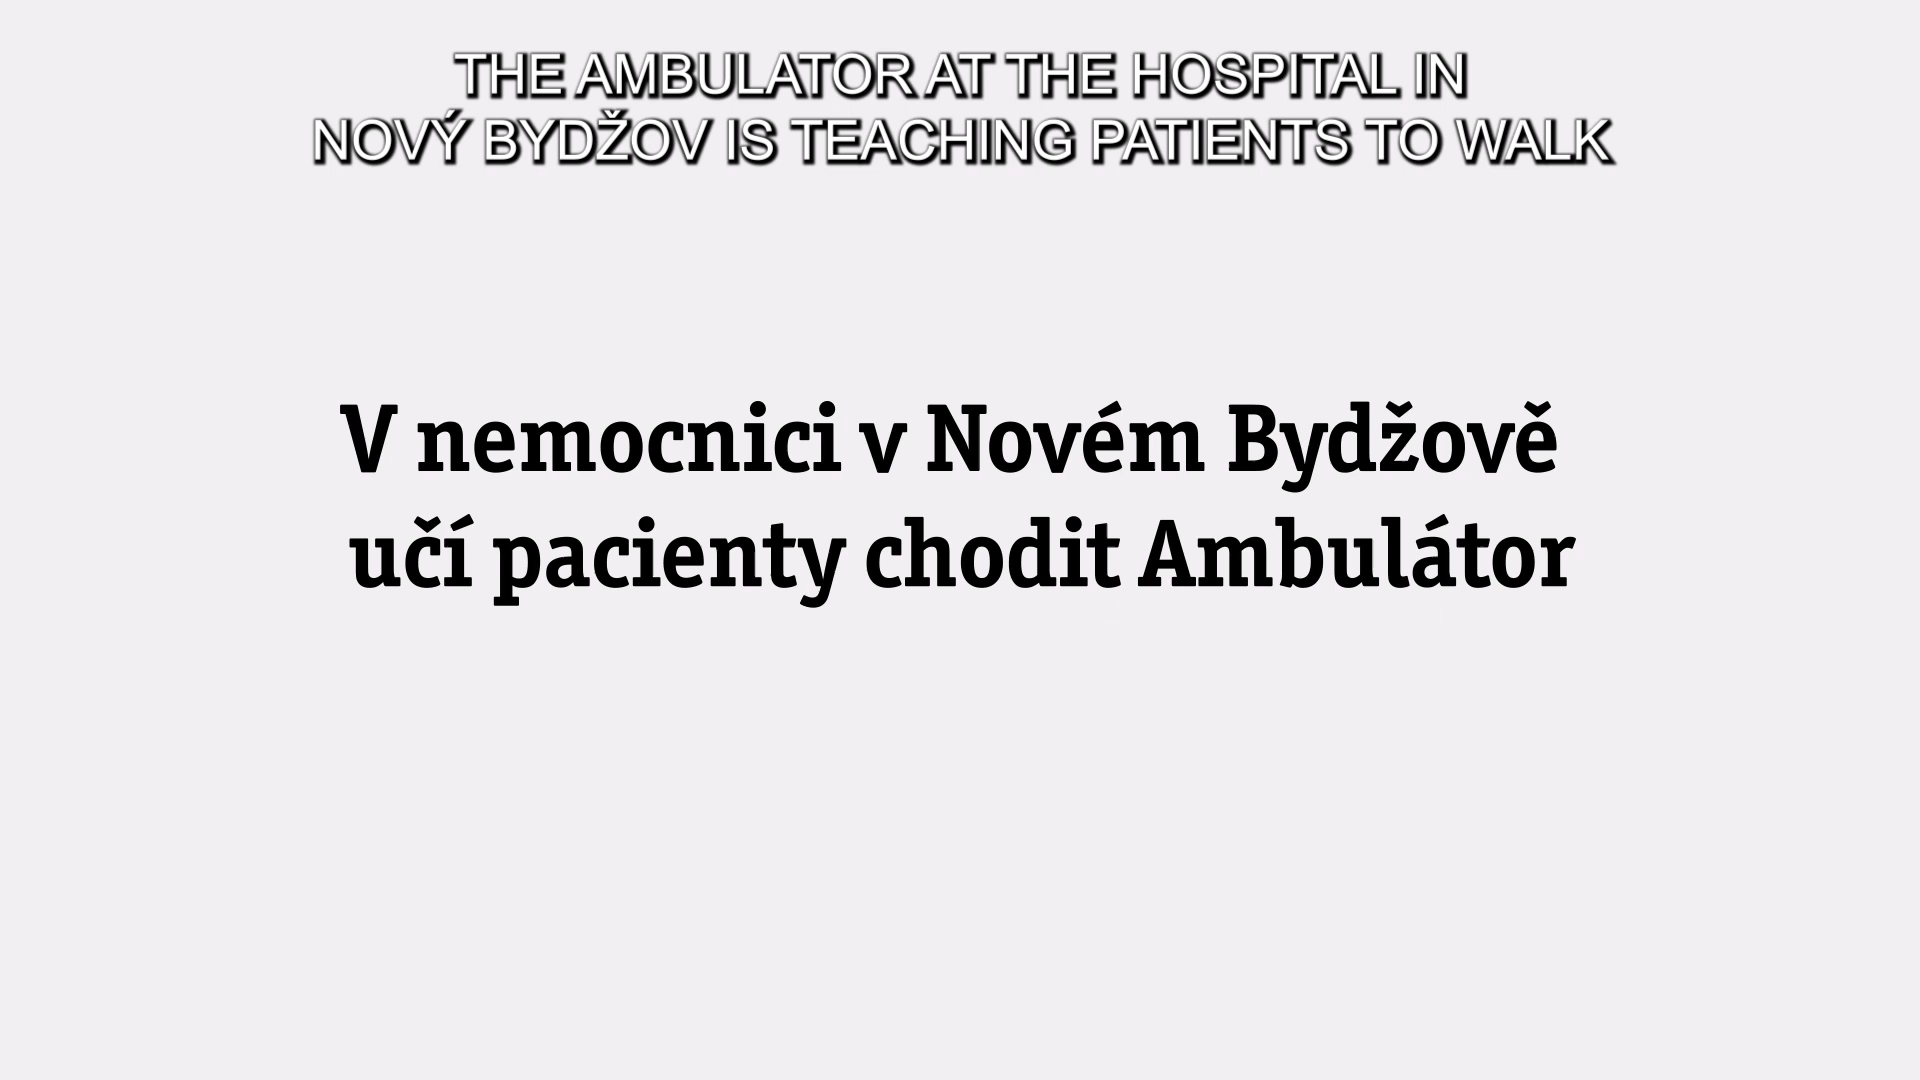 THE AMBULATOR AT THE HOSPITAL IN
NOVÝ BYDŽOV IS TEACHING PATIENTS TO WALK
V nemocnici v Novém Bydžově
učí pacienty chodit Ambulátor